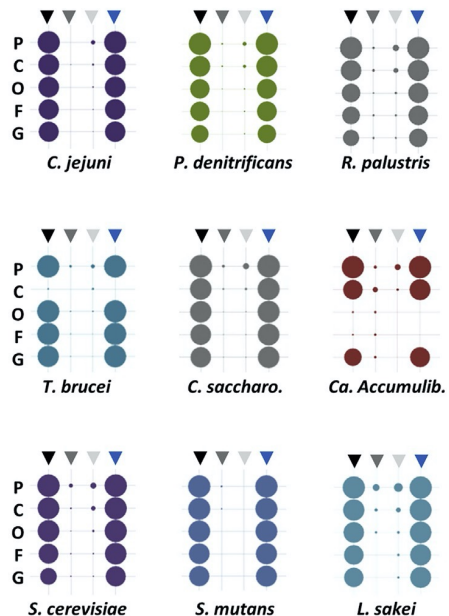 P
C
O
F
G
C. jejuni
P. denitrificans
R. palustris
P
C
O
F
G
T. brucei
C. saccharo.
Ca. Accumulib.
P
C
O
F
G
S. cerevisiae
S. mutans
L. sakei